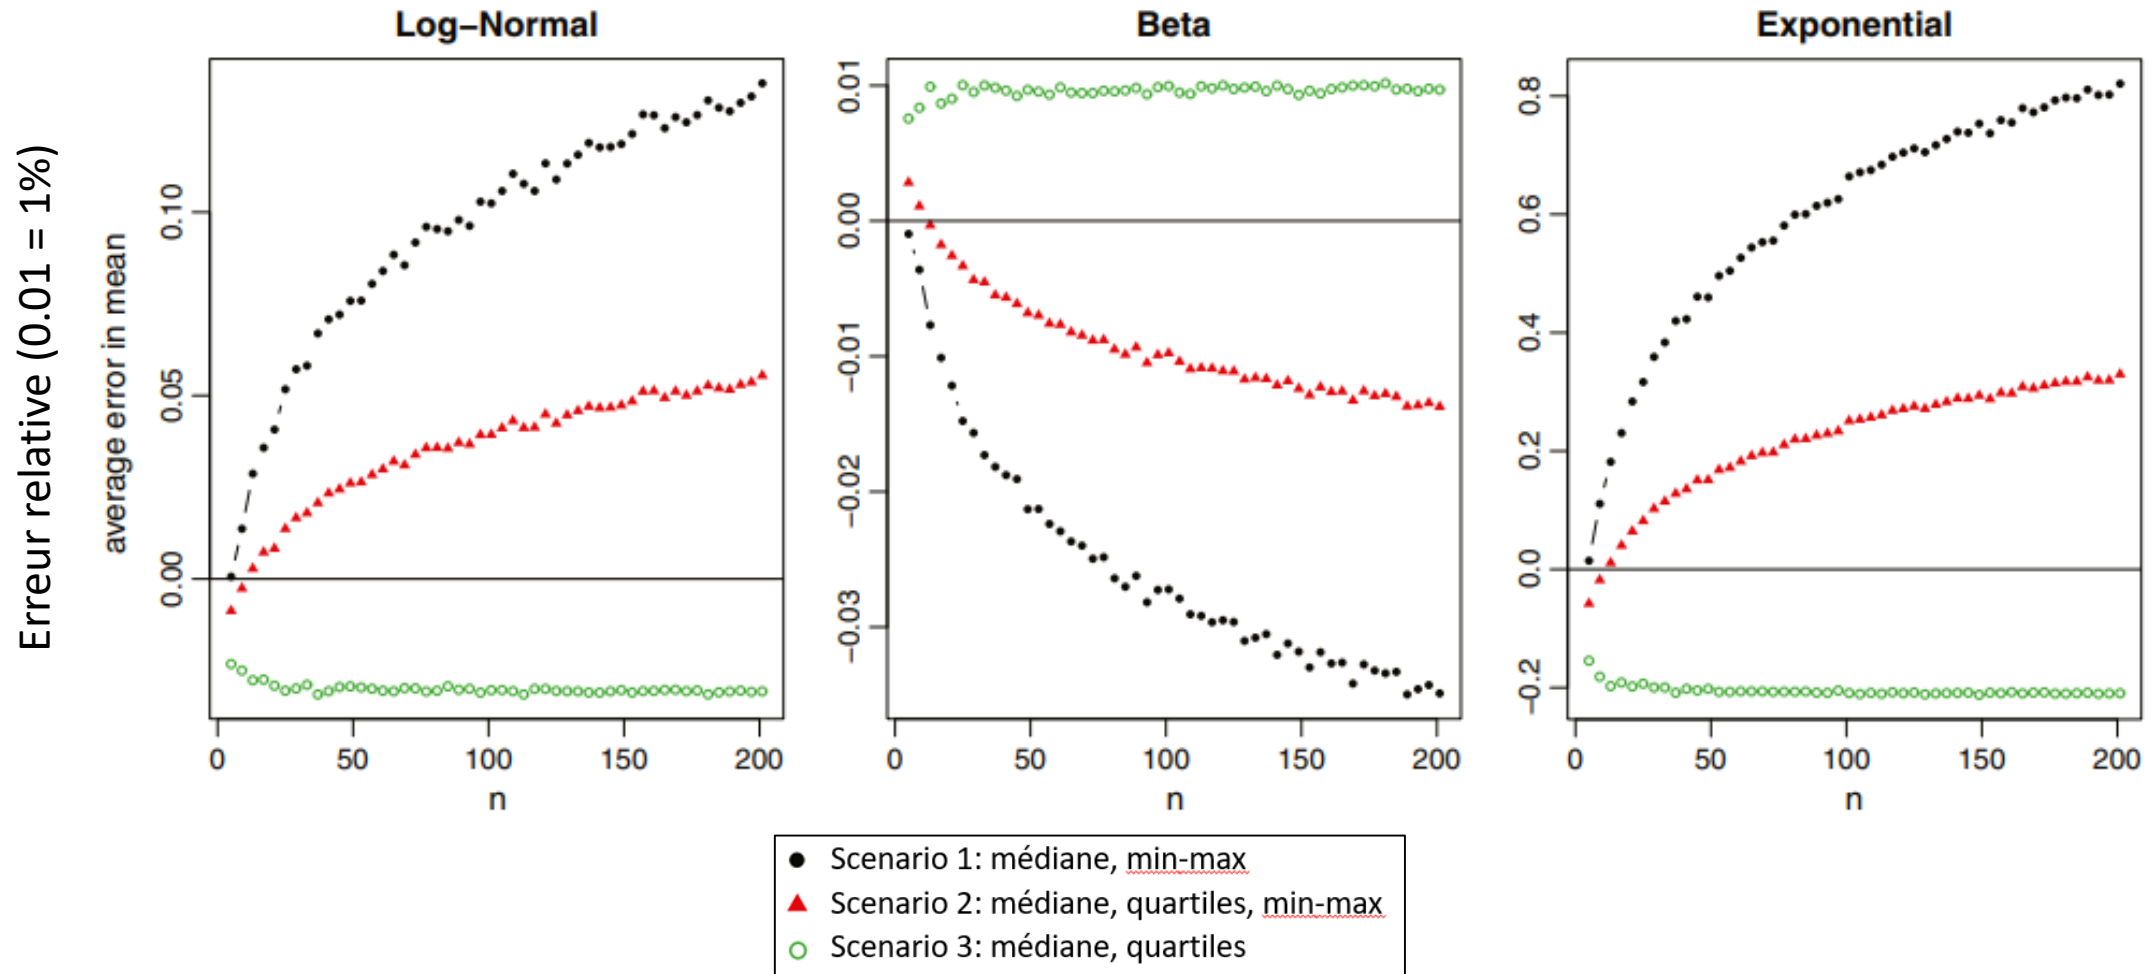 Log-Normal
Beta
Exponential
Erreur relative (0.01 = 1%)
average error in mean
0.10
0.05
0.00
0.01
0.00
-0.01
-0.02
-0.03
0.8
0.6
0.4
0.2
0.0
-0.2
0
50
100
150
200
0
50
100
150
200
0
50
100
150
200
n
n
n
Scenario 1: médiane, min-max
Scenario 2: médiane, quartiles, min-max
Scenario 3: médiane, quartiles